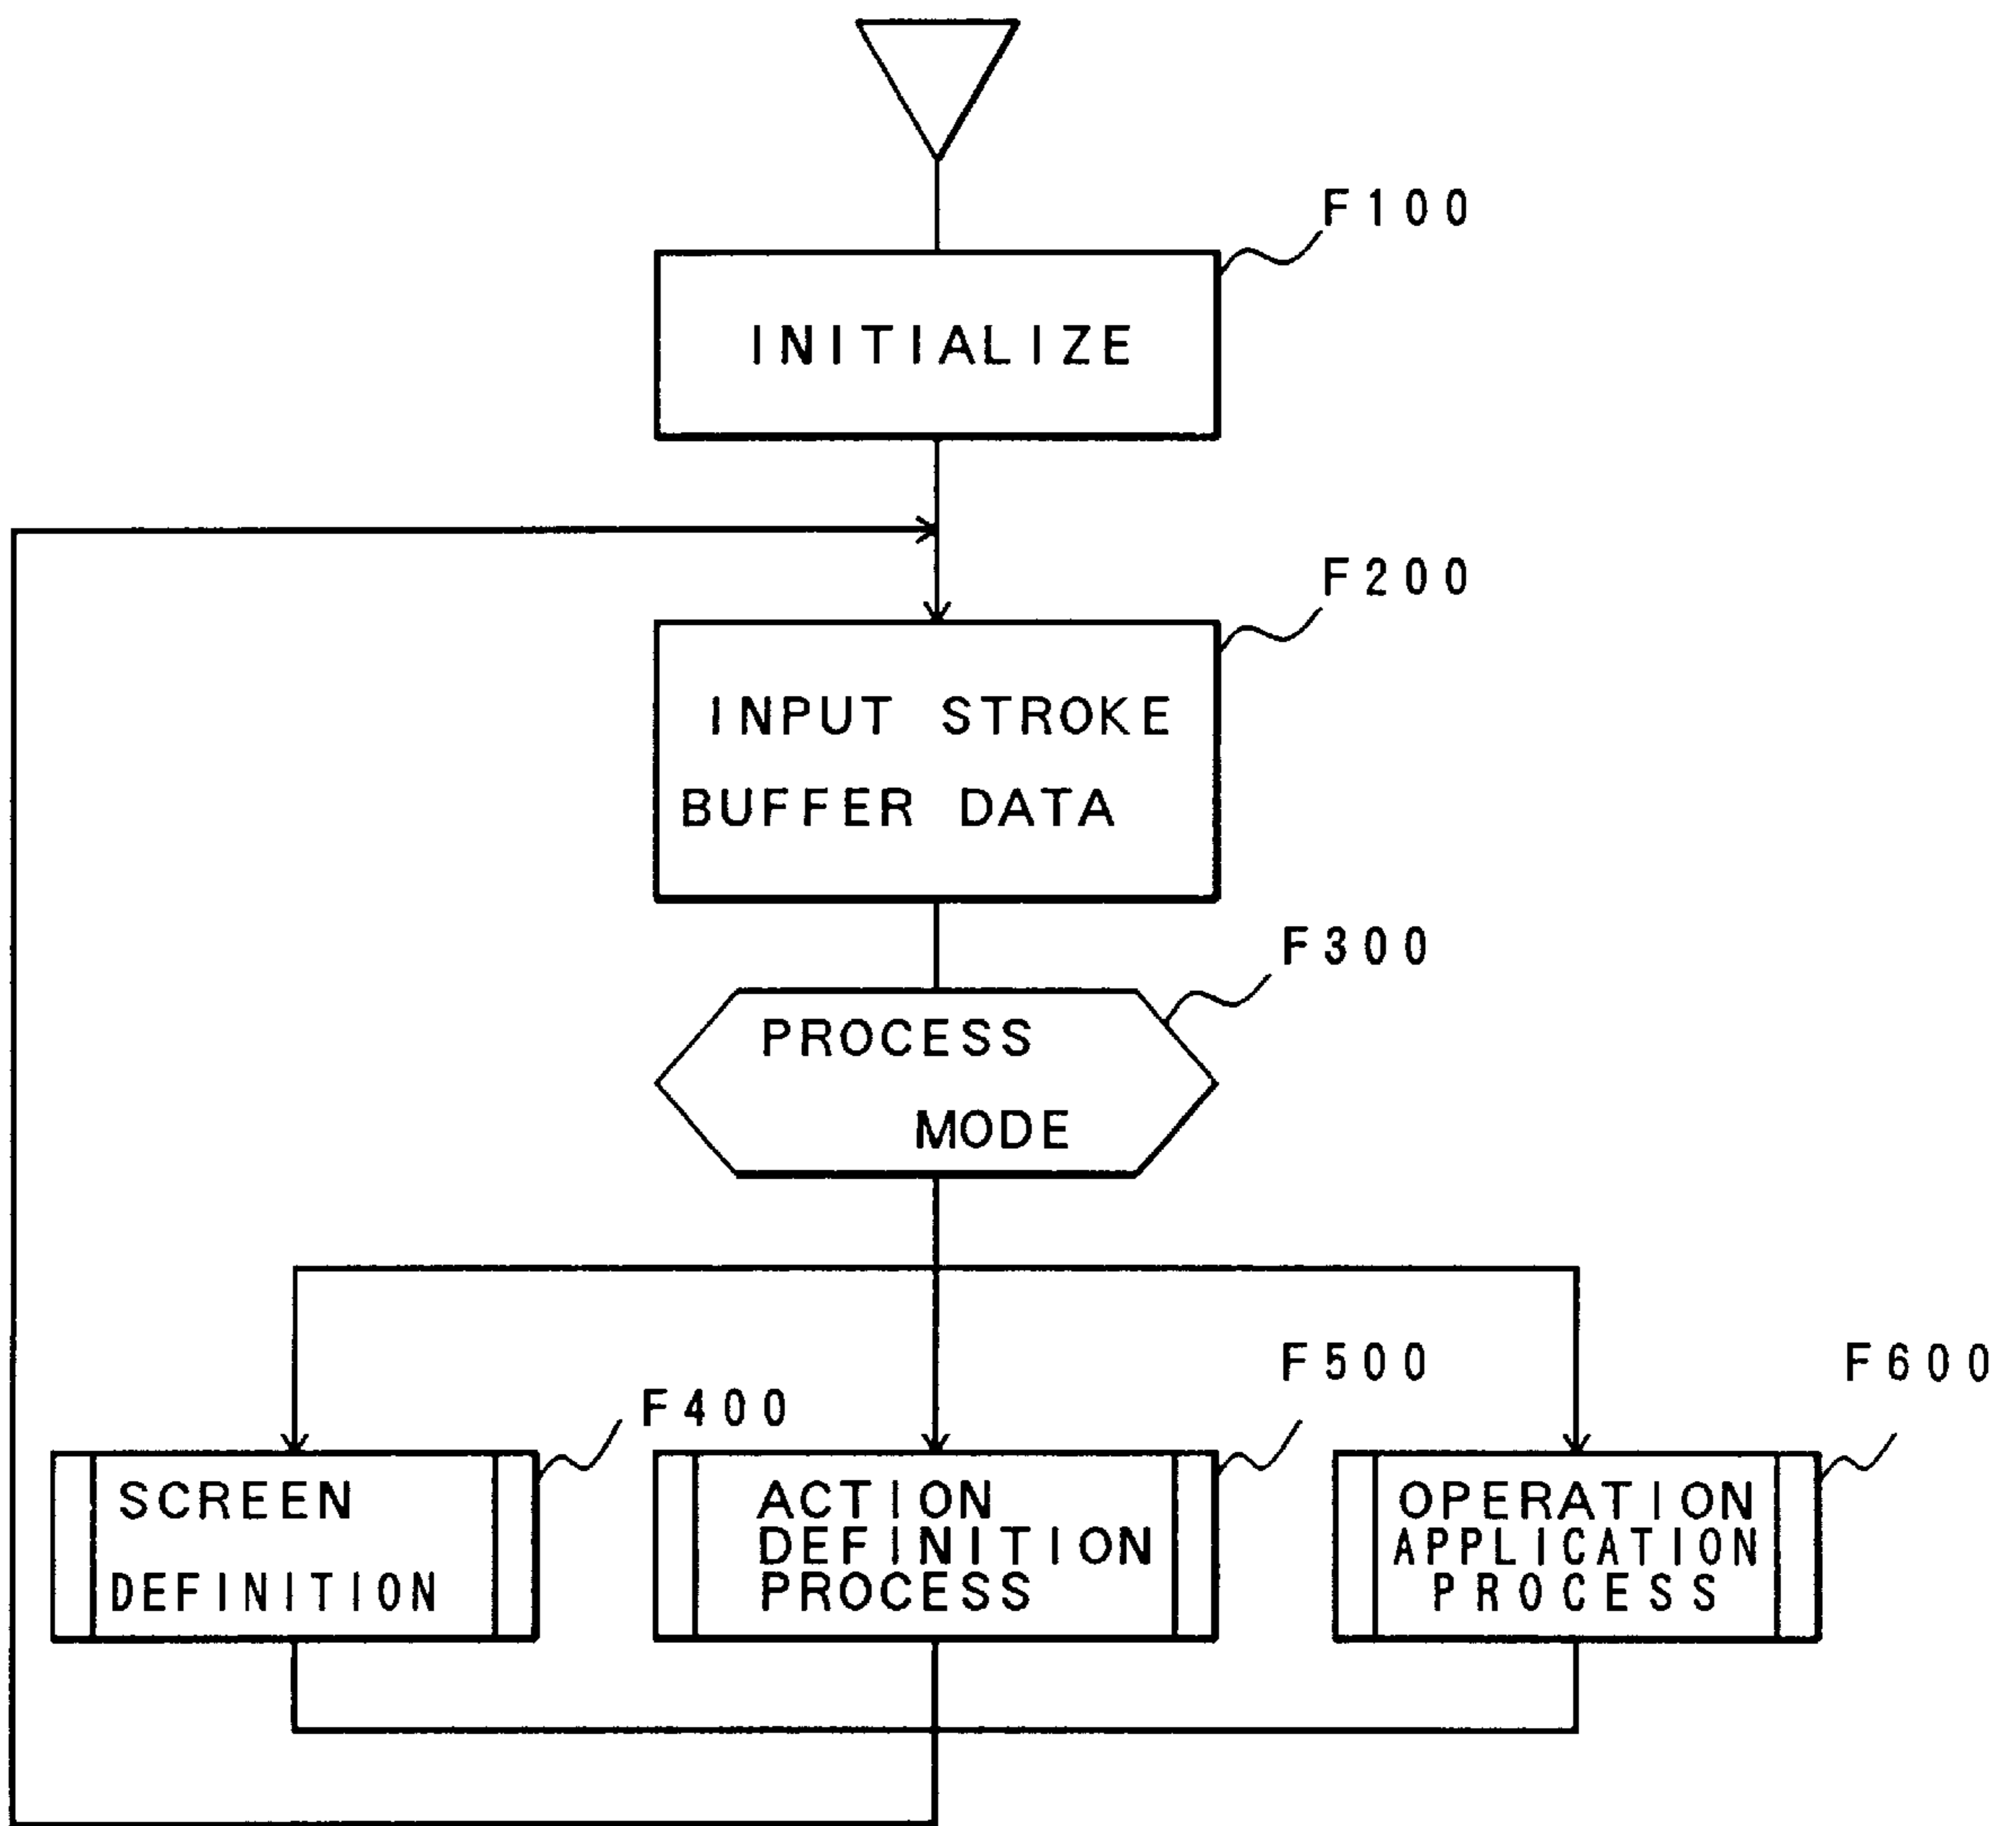 F100
INITIALIZE
F200
INPUT STROKE
BUFFER DATA
F300
PROCESS
MODE
F400
SCREEN
DEFINITION
F500
ACTION
DEFINITION
PROCESS
F600
OPERATION
APPLICATION
PROCESS